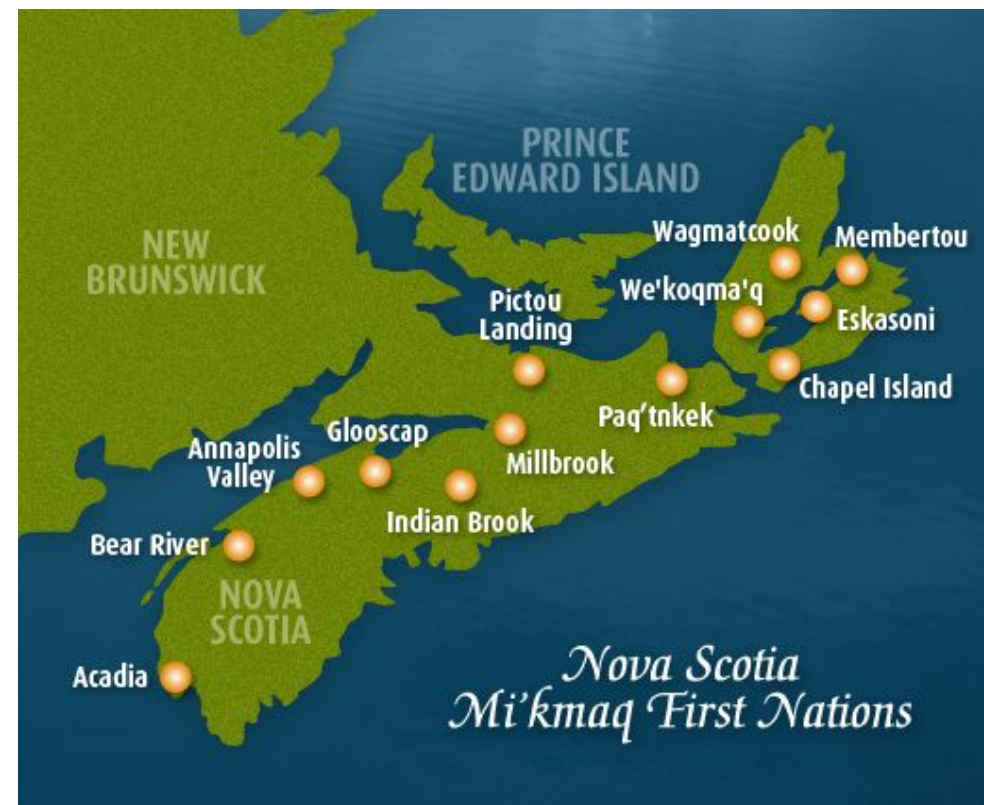 PRINCE
EDWARD ISLAND
NEW
BRUNSWICK
Wagmatcook
Membertou
We'koqma'q
Eskasoni
Pictou
Landing
Chapel Island
Paq’tnkek
Glooscap
Annapolis
Valley
Millbrook
Indian Brook
Bear River
NOVA
SCOTIA
Acadia
Nova Scotia
Mi’kmaq First Nations